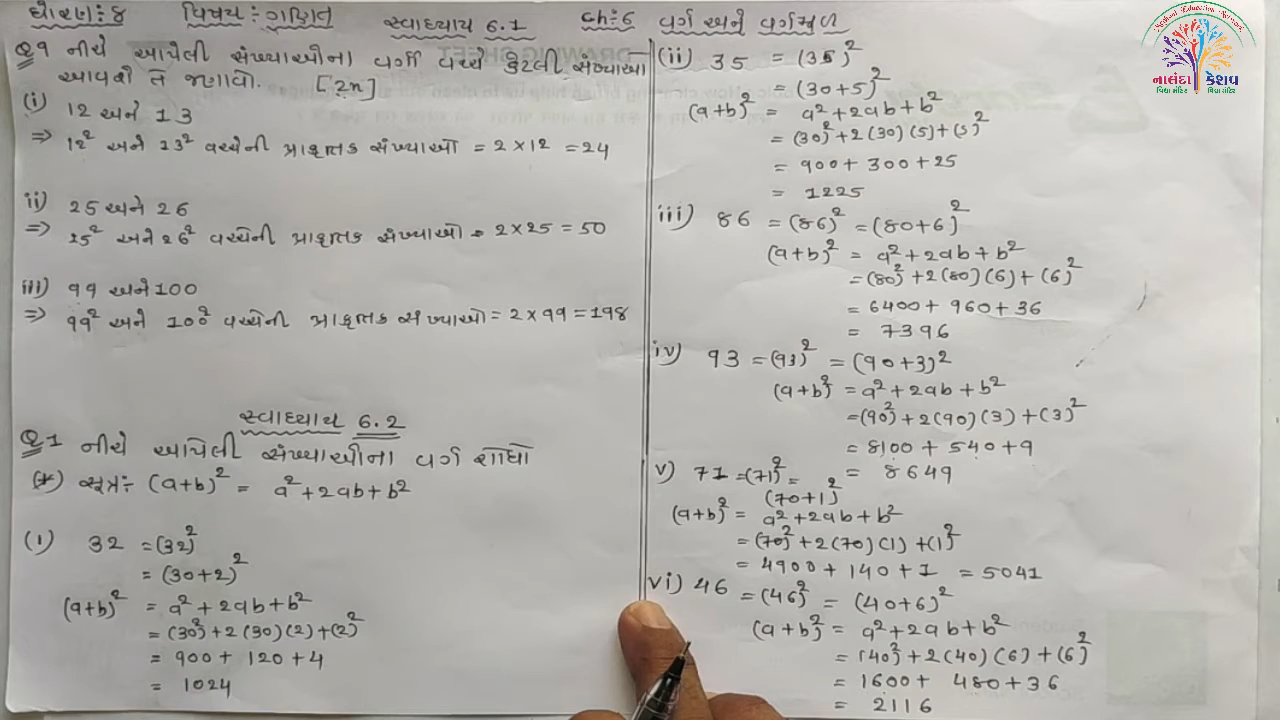 ધોરણ:૪ વિષય:ગણિત સ્વાધ્યાય 6.1 ch:6 વર્ગ અને વર્ગમૂળ
Q૧ નીચે આપેલી સંખ્યાઓના વર્ગો વચ્ચે કેટલી સંખ્યાઓ
આવશે તે જણાવો. [2n]
(i) 12 અને 13
⇒ 12² અને 13² વચ્ચેની પ્રાકૃતિક સંખ્યાઓ = 2 × 12 = 24
ii) 25 અને 26
⇒ 25² અને 26² વચ્ચેની પ્રાકૃતિક સંખ્યાઓ = 2 × 25 = 50
iii) 99 અને 100
⇒ 99² અને 100² વચ્ચેની પ્રાકૃતિક સંખ્યાઓ = 2 × 99 = 198
સ્વાધ્યાય 6.2
Q1 નીચે આપેલી સંખ્યાઓના વર્ગ શોધો
(*) સૂત્ર:- (a+b)² = a² + 2ab + b²
(i) 32 = (32)²
= (30+2)²
(a+b)² = a² + 2ab + b²
= (30)² + 2 (30) (2) + (2)²
= 900 + 120 + 4
= 1024
(ii) 35 = (35)²
= (30+5)²
(a+b)² = a² + 2ab + b²
= (30)² + 2 (30) (5) + (5)²
= 900 + 300 + 25
= 1225
iii) 86 = (86)² = (80+6)²
(a+b)² = a² + 2ab + b²
= (80)² + 2 (80) (6) + (6)²
= 6400 + 960 + 36
= 7396
iv) 93 = (93)² = (90+3)²
(a+b)² = a² + 2ab + b²
= (90)² + 2 (90) (3) + (3)²
= 8100 + 540 + 9
= 8649
v) 71 = (71)² = (70+1)²
(a+b)² = a² + 2ab + b²
= (70)² + 2 (70) (1) + (1)²
= 4900 + 140 + 1 = 5041
vi) 46 = (46)² = (40+6)²
(a+b)² = a² + 2ab + b²
= (40)² + 2 (40) (6) + (6)²
= 1600 + 480 + 36
= 2116
નાલંદા કેશવ
વિદ્યામંદિર વિદ્યામંદિર